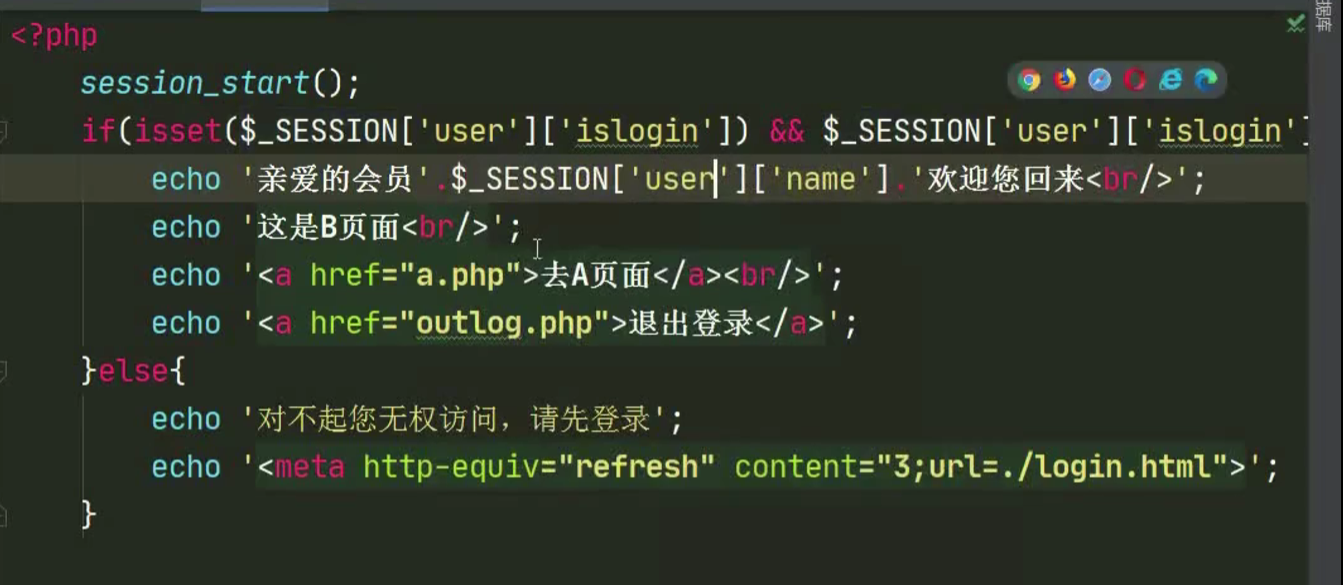 <?php
session_start();
if(isset($_SESSION['user']['islogin']) && $_SESSION['user']['islogin']
echo '亲爱的会员'.$_SESSION['user']['name'].'欢迎您回来<br/>';
echo '这是B页面<br/>';
echo '<a href="a.php">去A页面</a><br/>';
echo '<a href="outlog.php">退出登录</a>';
}else{
echo '对不起您无权访问，请先登录';
echo '<meta http-equiv="refresh" content="3;url=./login.html">';
}
据库